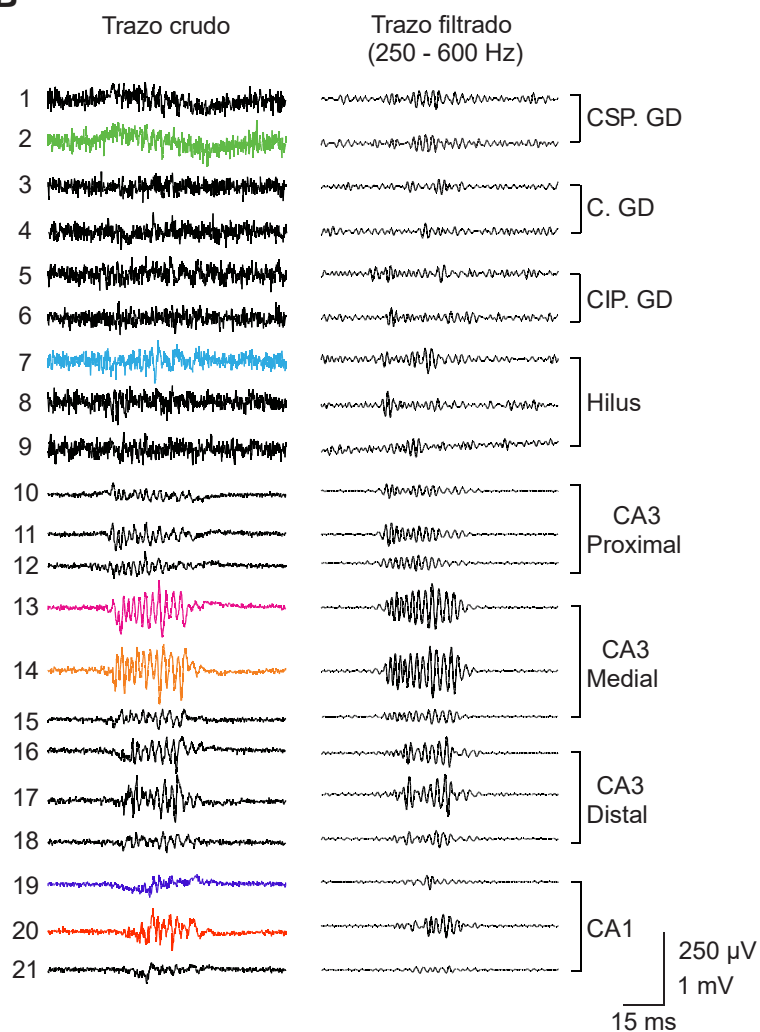 Trazo crudo
Trazo filtrado
(250 - 600 Hz)
1
2
CSP. GD
3
4
C. GD
5
6
CIP. GD
7
8
9
Hilus
10
11
12
CA3
Proximal
13
14
15
CA3
Medial
16
17
18
CA3
Distal
19
20
21
CA1
250 µV
1 mV
15 ms